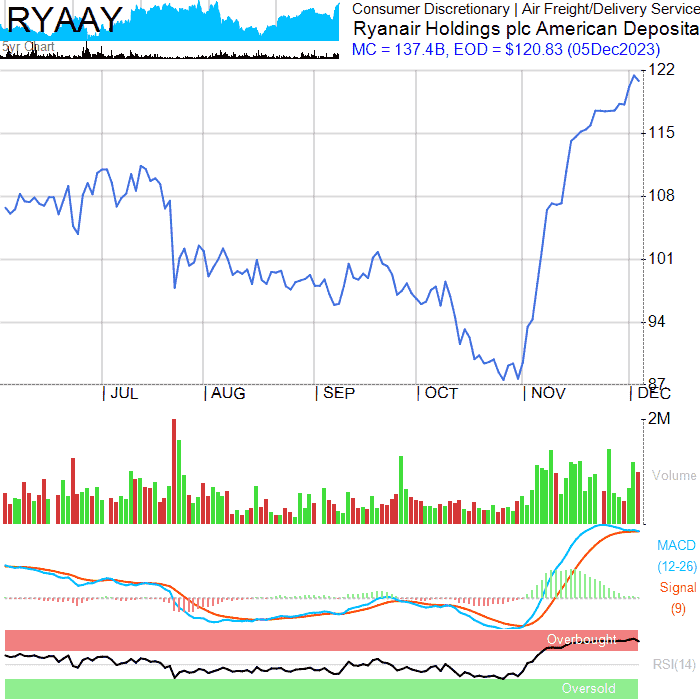 RYAAY
5yr Chart
Consumer Discretionary | Air Freight/Delivery Service
Ryanair Holdings plc American Deposita
MC = 137.4B, EOD = $120.83 (05Dec2023)
122
115
108
101
94
87
JUL
AUG
SEP
OCT
NOV
DEC
2M
Volume
MACD
(12-26)
Signal
(9)
Overbought
RSI(14)
Oversold